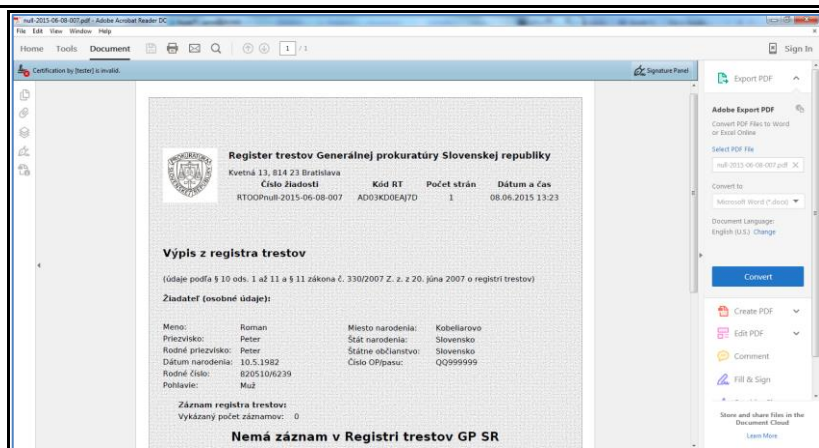 null-2015-06-08-007.pdf - Adobe Acrobat Reader DC
File Edit View Window Help
Home Tools Document 1 / 1 Sign In
Certification by [tester] is invalid. Signature Panel
Export PDF
Adobe Export PDF
Convert PDF Files to Word or Excel Online
Select PDF File
null-2015-06-08-007.pdf
Convert to
Microsoft Word (*.docx)
Document Language:
English (U.S.) Change
Convert
Create PDF
Edit PDF
Comment
Fill & Sign
Store and share files in the Document Cloud
Learn More
Register trestov Generálnej prokuratúry Slovenskej republiky
Kvetná 13, 814 23 Bratislava
Číslo žiadosti Kód RT Počet strán Dátum a čas
RTOOPnull-2015-06-08-007 AD03KD0EAJ7D 1 08.06.2015 13:23
Výpis z registra trestov
(údaje podľa § 10 ods. 1 až 11 a § 11 zákona č. 330/2007 Z. z. z 20. júna 2007 o registri trestov)
Žiadateľ (osobné údaje):
Meno: Roman Miesto narodenia: Kobeliarovo
Priezvisko: Peter Štát narodenia: Slovensko
Rodné priezvisko: Peter Štátne občianstvo: Slovensko
Dátum narodenia: 10.5.1982 Číslo OP/pasu: QQ999999
Rodné číslo: 820510/6239
Pohlavie: Muž
Záznam registra trestov:
Vykázaný počet záznamov: 0
Nemá záznam v Registri trestov GP SR